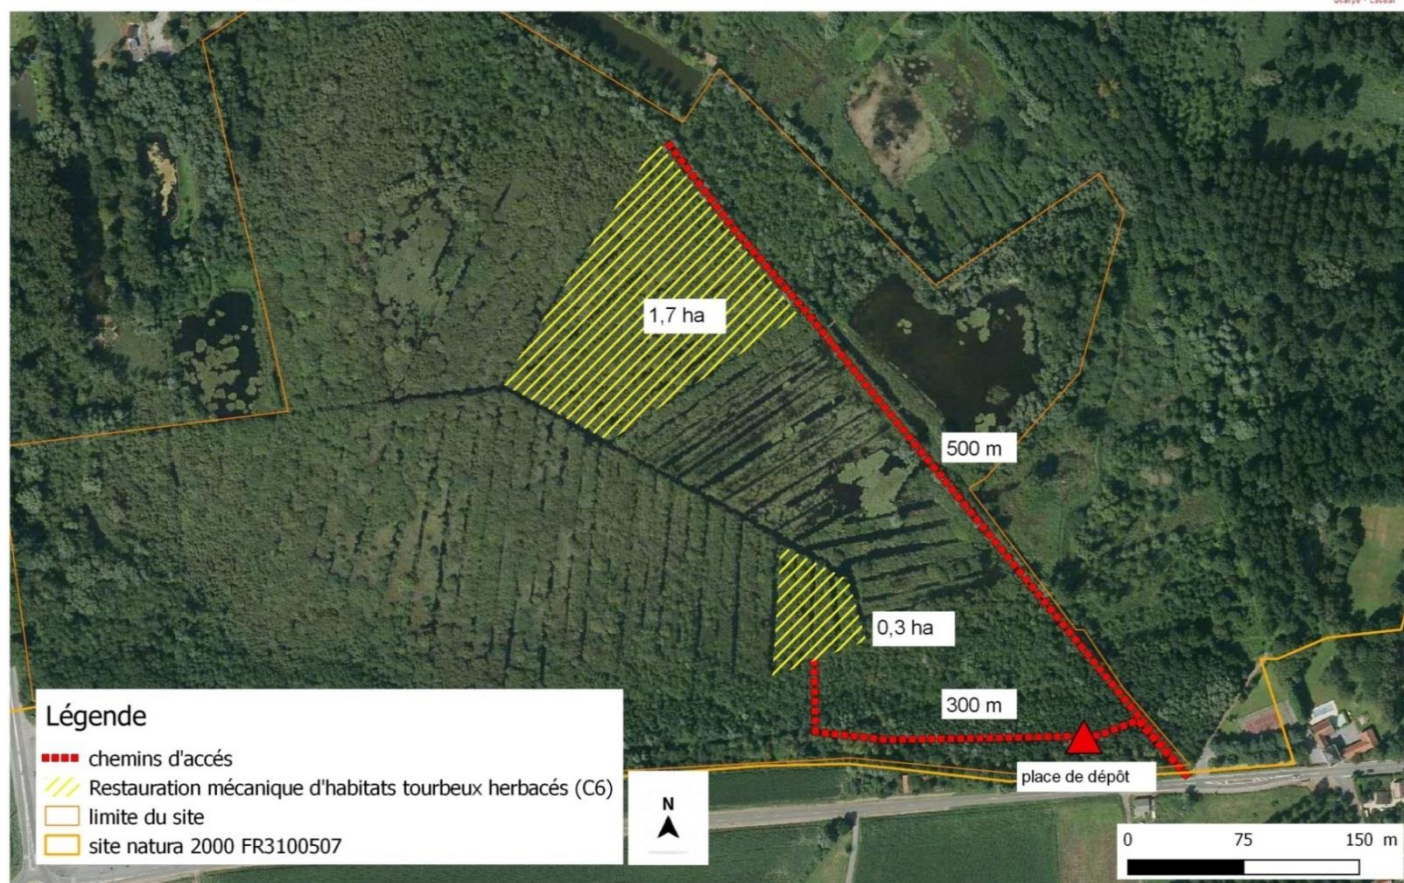 1,7 ha
500 m
0,3 ha
300 m
place de dépôt
Légende
chemins d'accés
Restauration mécanique d'habitats tourbeux herbacés (C6)
limite du site
site natura 2000 FR3100507
N
0 75 150 m